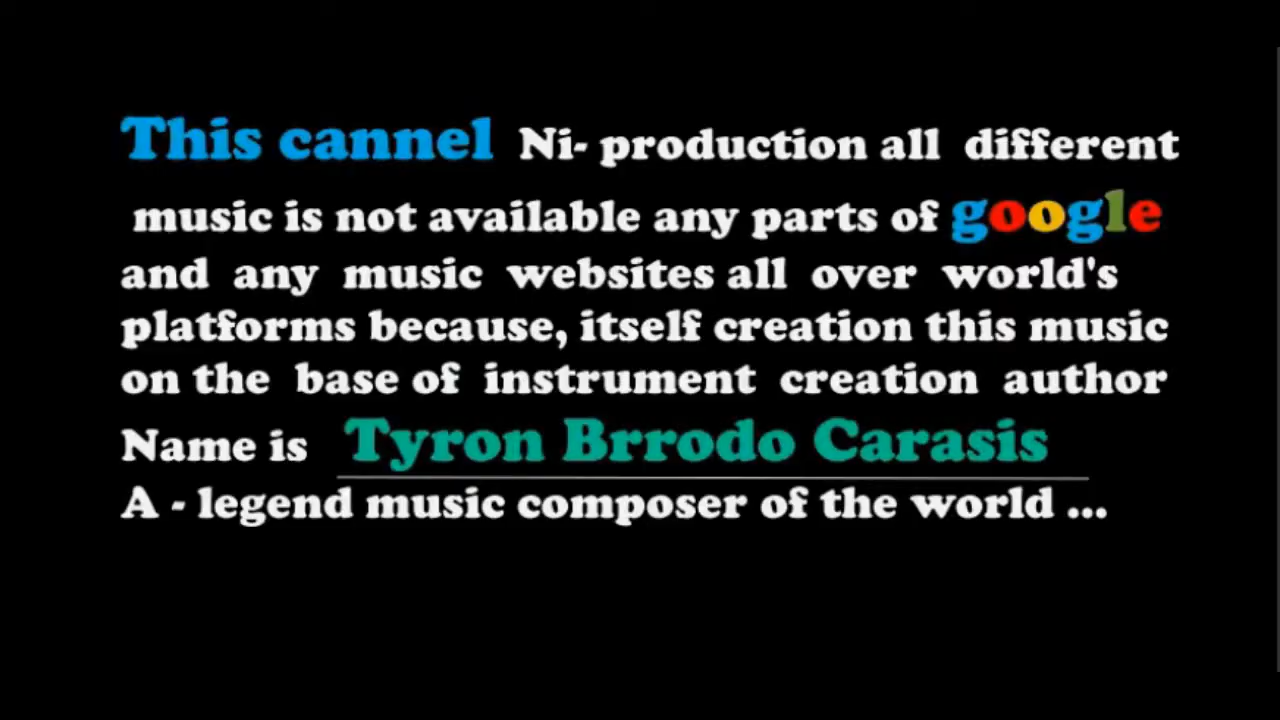 This cannel Ni- production all different
music is not available any parts of google
and any music websites all over world's
platforms because, itself creation this music
on the base of instrument creation author
Name is Tyron Brrodo Carasis
A - legend music composer of the world ...